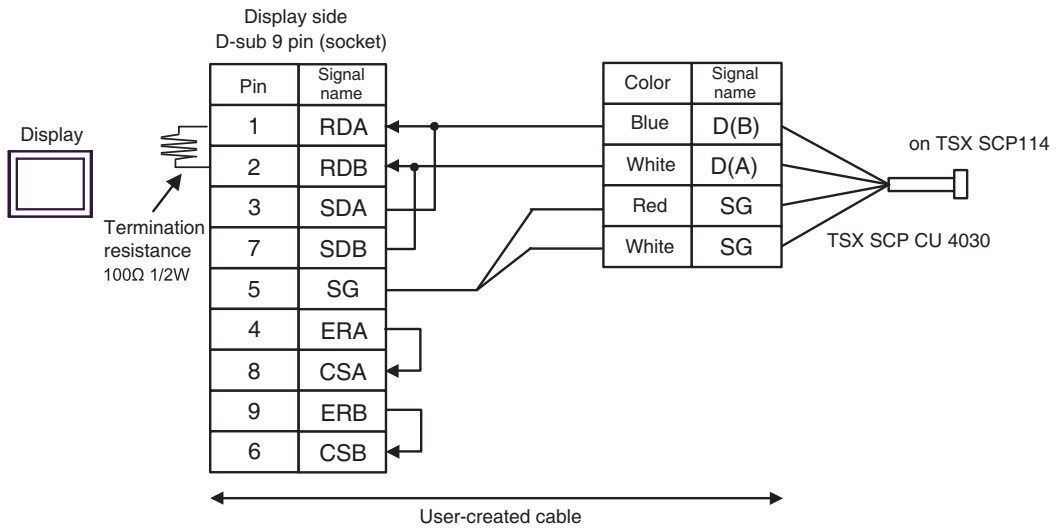 Display side
D-sub 9 pin (socket)
Pin Signal name
1 RDA
2 RDB
3 SDA
7 SDB
5 SG
4 ERA
8 CSA
9 ERB
6 CSB
Display
Termination
resistance
100Ω 1/2W
Color Signal name
Blue D(B)
White D(A)
Red SG
White SG
on TSX SCP114
TSX SCP CU 4030
User-created cable